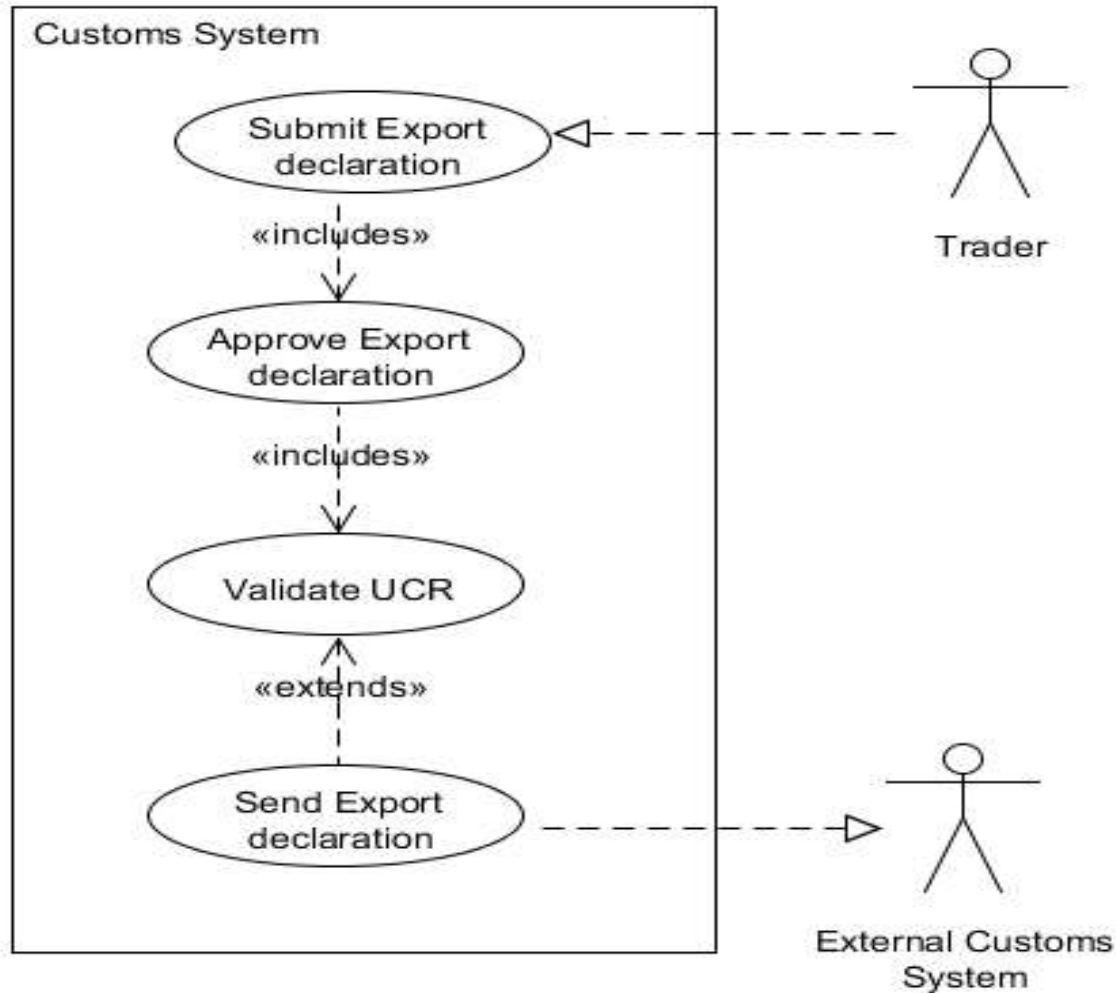 Customs System
Submit Export
declaration
«includes»
Trader
Approve Export
declaration
«includes»
Validate UCR
«extends»
Send Export
declaration
External Customs
System